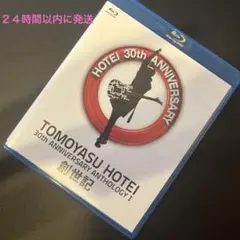 ２４時間以内に発送
HOTEI 30th ANNIVERSARY
TOMOYASU HOTEI
30th ANNIVERSARY ANTHOLOGY I
創世記